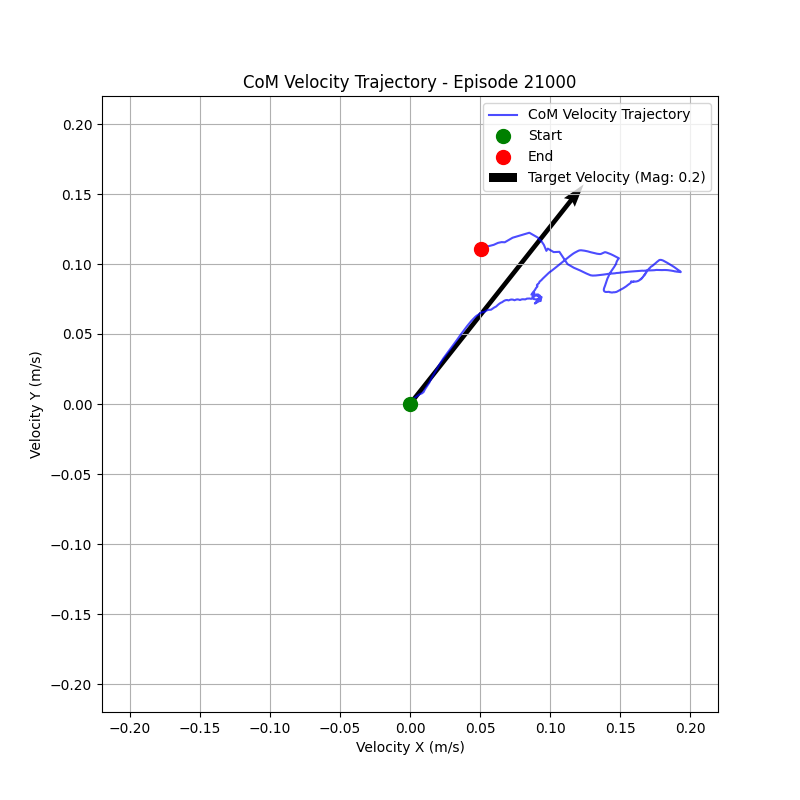 CoM Velocity Trajectory - Episode 21000
CoM Velocity Trajectory
Start
End
Target Velocity (Mag: 0.2)
0.20
0.15
0.10
0.05
0.00
−0.05
−0.10
−0.15
−0.20
Velocity Y (m/s)
−0.20 −0.15 −0.10 −0.05 0.00 0.05 0.10 0.15 0.20
Velocity X (m/s)